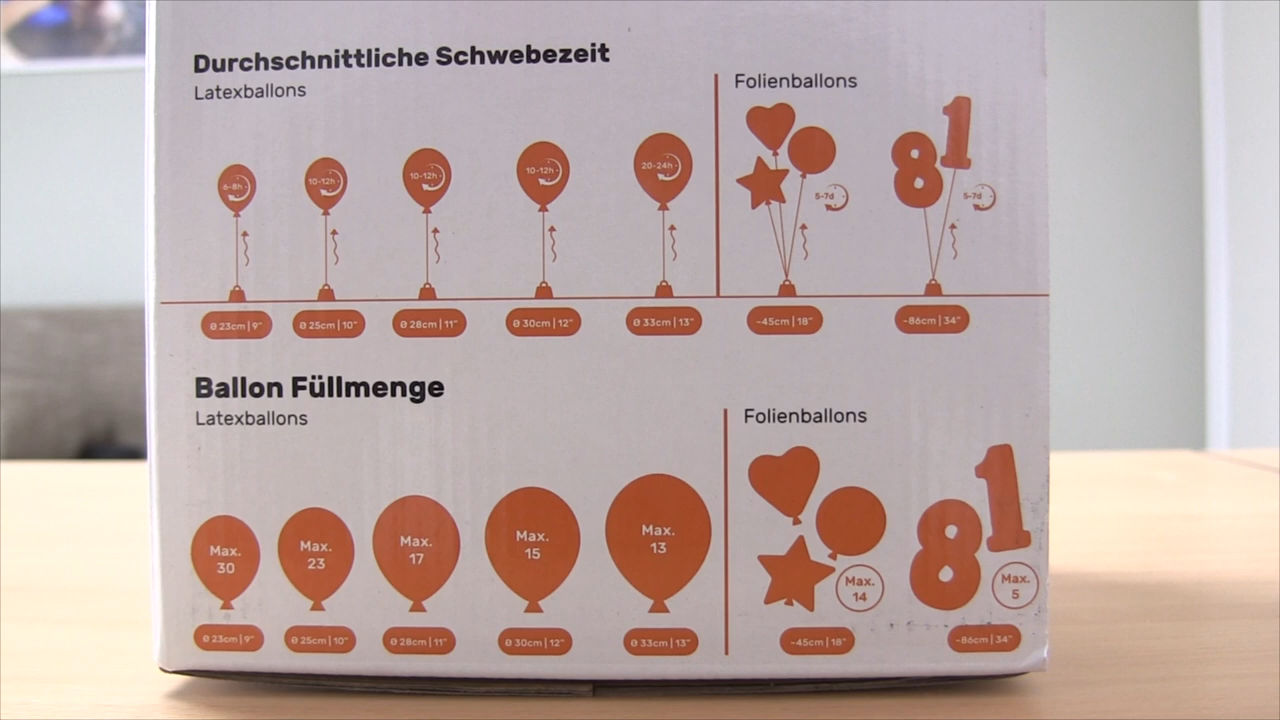 Durchschnittliche Schwebezeit
Latexballons
Folienballons
6-8h
10-12h
10-12h
10-12h
20-24h
5-7d
5-7d
Ø 23cm | 9"
Ø 25cm | 10"
Ø 28cm | 11"
Ø 30cm | 12"
Ø 33cm | 13"
~45cm | 18"
~86cm | 34"
Ballon Füllmenge
Latexballons
Folienballons
Max.
30
Max.
23
Max.
17
Max.
15
Max.
13
Max.
14
Max.
5
81
81
Ø 23cm | 9"
Ø 25cm | 10"
Ø 28cm | 11"
Ø 30cm | 12"
Ø 33cm | 13"
~45cm | 18"
~86cm | 34"